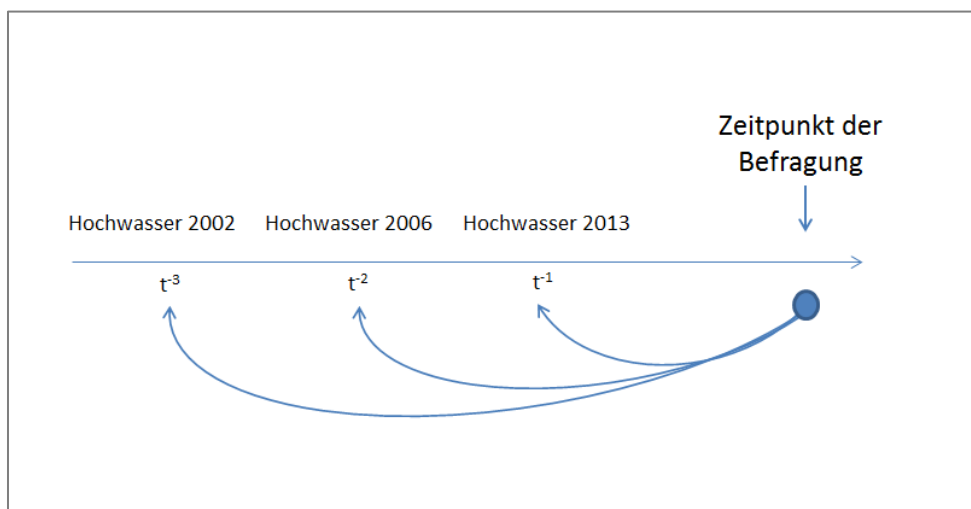 Zeitpunkt der
Befragung
Hochwasser 2002 Hochwasser 2006 Hochwasser 2013
t⁻³ t⁻² t⁻¹